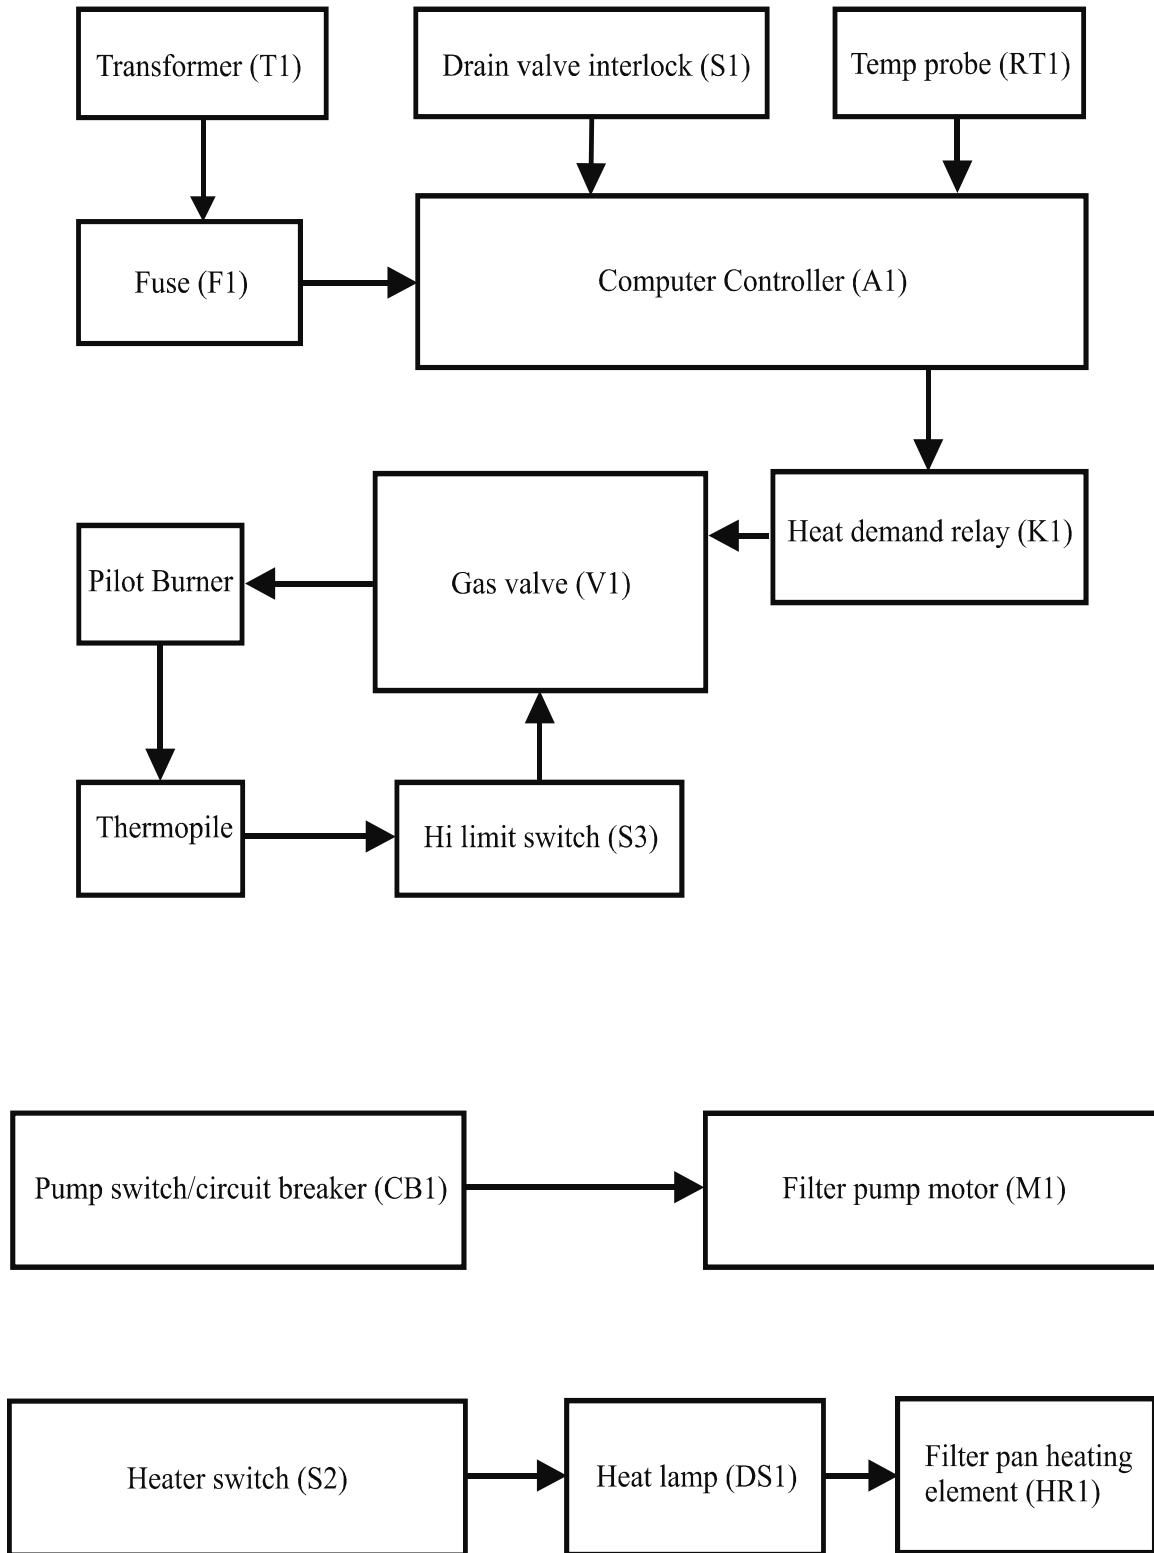 Transformer (T1)
Drain valve interlock (S1)
Temp probe (RT1)
Fuse (F1)
Computer Controller (A1)
Heat demand relay (K1)
Gas valve (V1)
Pilot Burner
Thermopile
Hi limit switch (S3)
Pump switch/circuit breaker (CB1)
Filter pump motor (M1)
Heater switch (S2)
Heat lamp (DS1)
Filter pan heating
element (HR1)